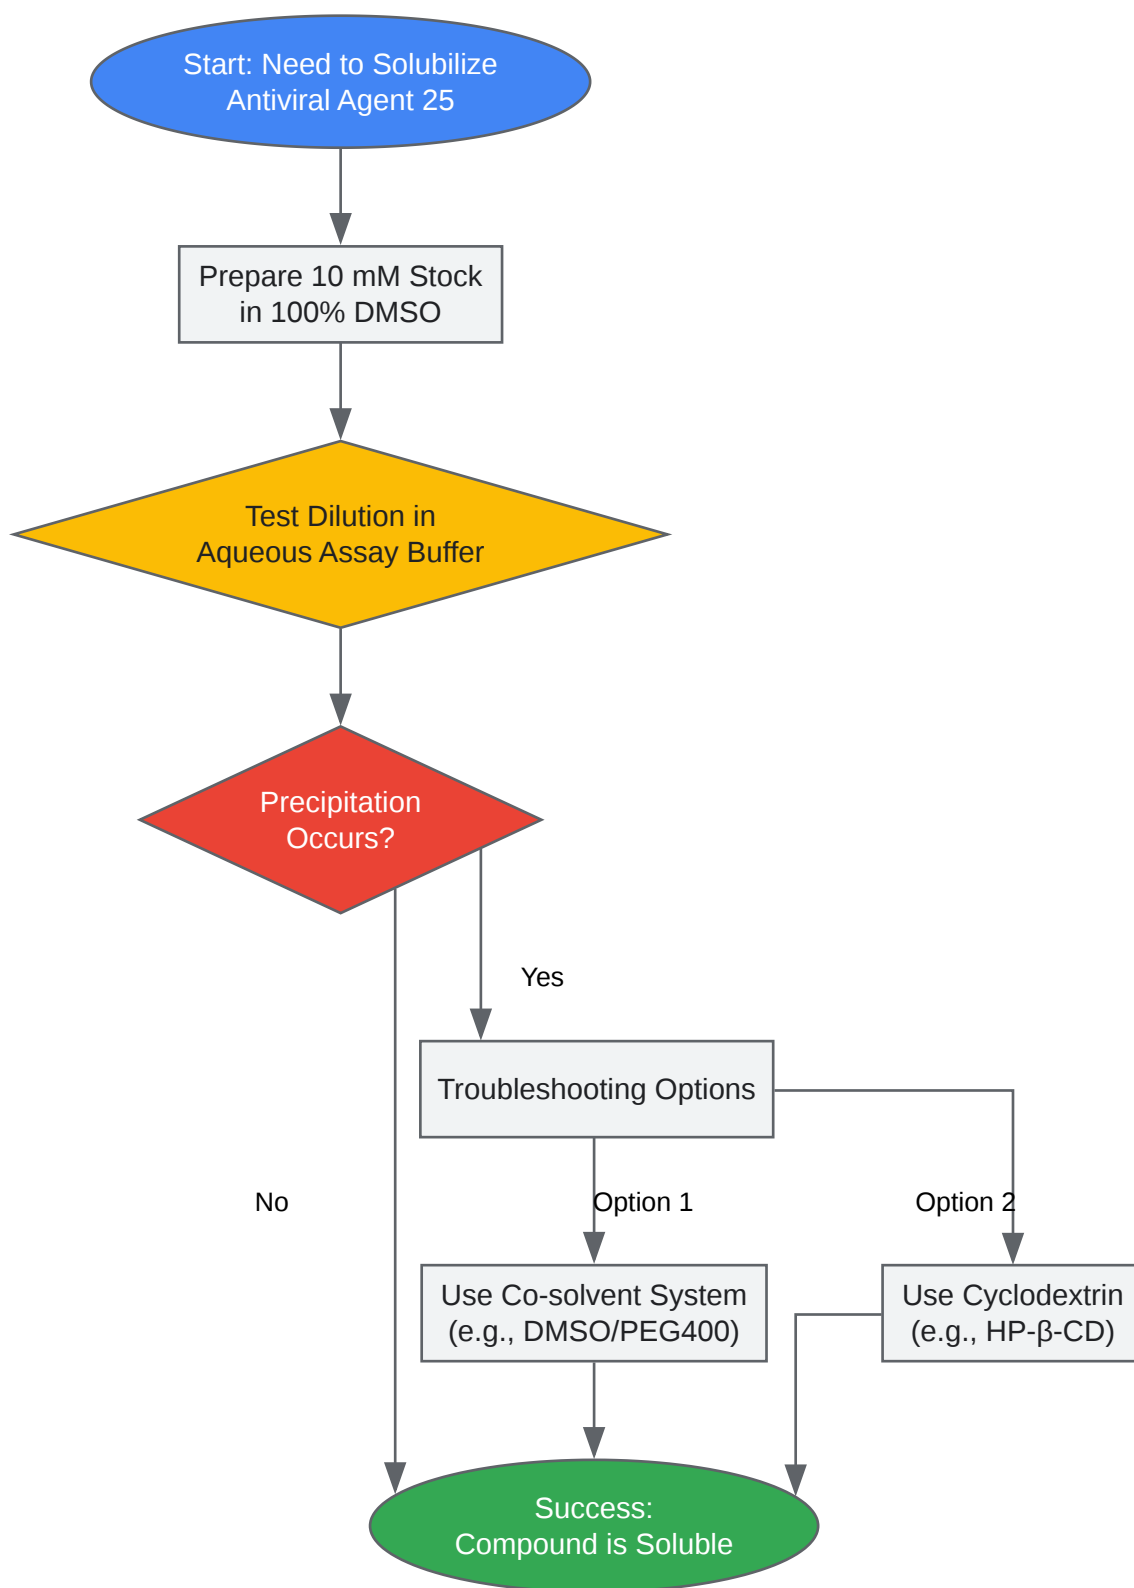 Start: Need to Solubilize
Antiviral Agent 25
Prepare 10 mM Stock
in 100% DMSO
Test Dilution in
Aqueous Assay Buffer
Precipitation
Occurs?
Yes
Troubleshooting Options
No
Option 1
Option 2
Use Co-solvent System
(e.g., DMSO/PEG400)
Use Cyclodextrin
(e.g., HP-β-CD)
Success:
Compound is Soluble